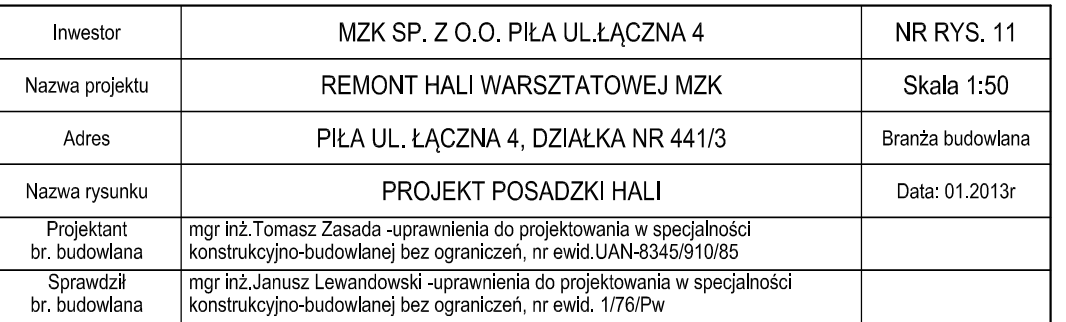 Inwestor MZK SP. Z O.O. PIŁA UL.ŁĄCZNA 4 NR RYS. 11
Nazwa projektu REMONT HALI WARSZTATOWEJ MZK Skala 1:50
Adres PIŁA UL. ŁĄCZNA 4, DZIAŁKA NR 441/3 Branża budowlana
Nazwa rysunku PROJEKT POSADZKI HALI Data: 01.2013r
Projektant mgr inż.Tomasz Zasada -uprawnienia do projektowania w specjalności
br. budowlana konstrukcyjno-budowlanej bez ograniczeń, nr ewid.UAN-8345/910/85
Sprawdził mgr inż.Janusz Lewandowski -uprawnienia do projektowania w specjalności
br. budowlana konstrukcyjno-budowlanej bez ograniczeń, nr ewid. 1/76/Pw